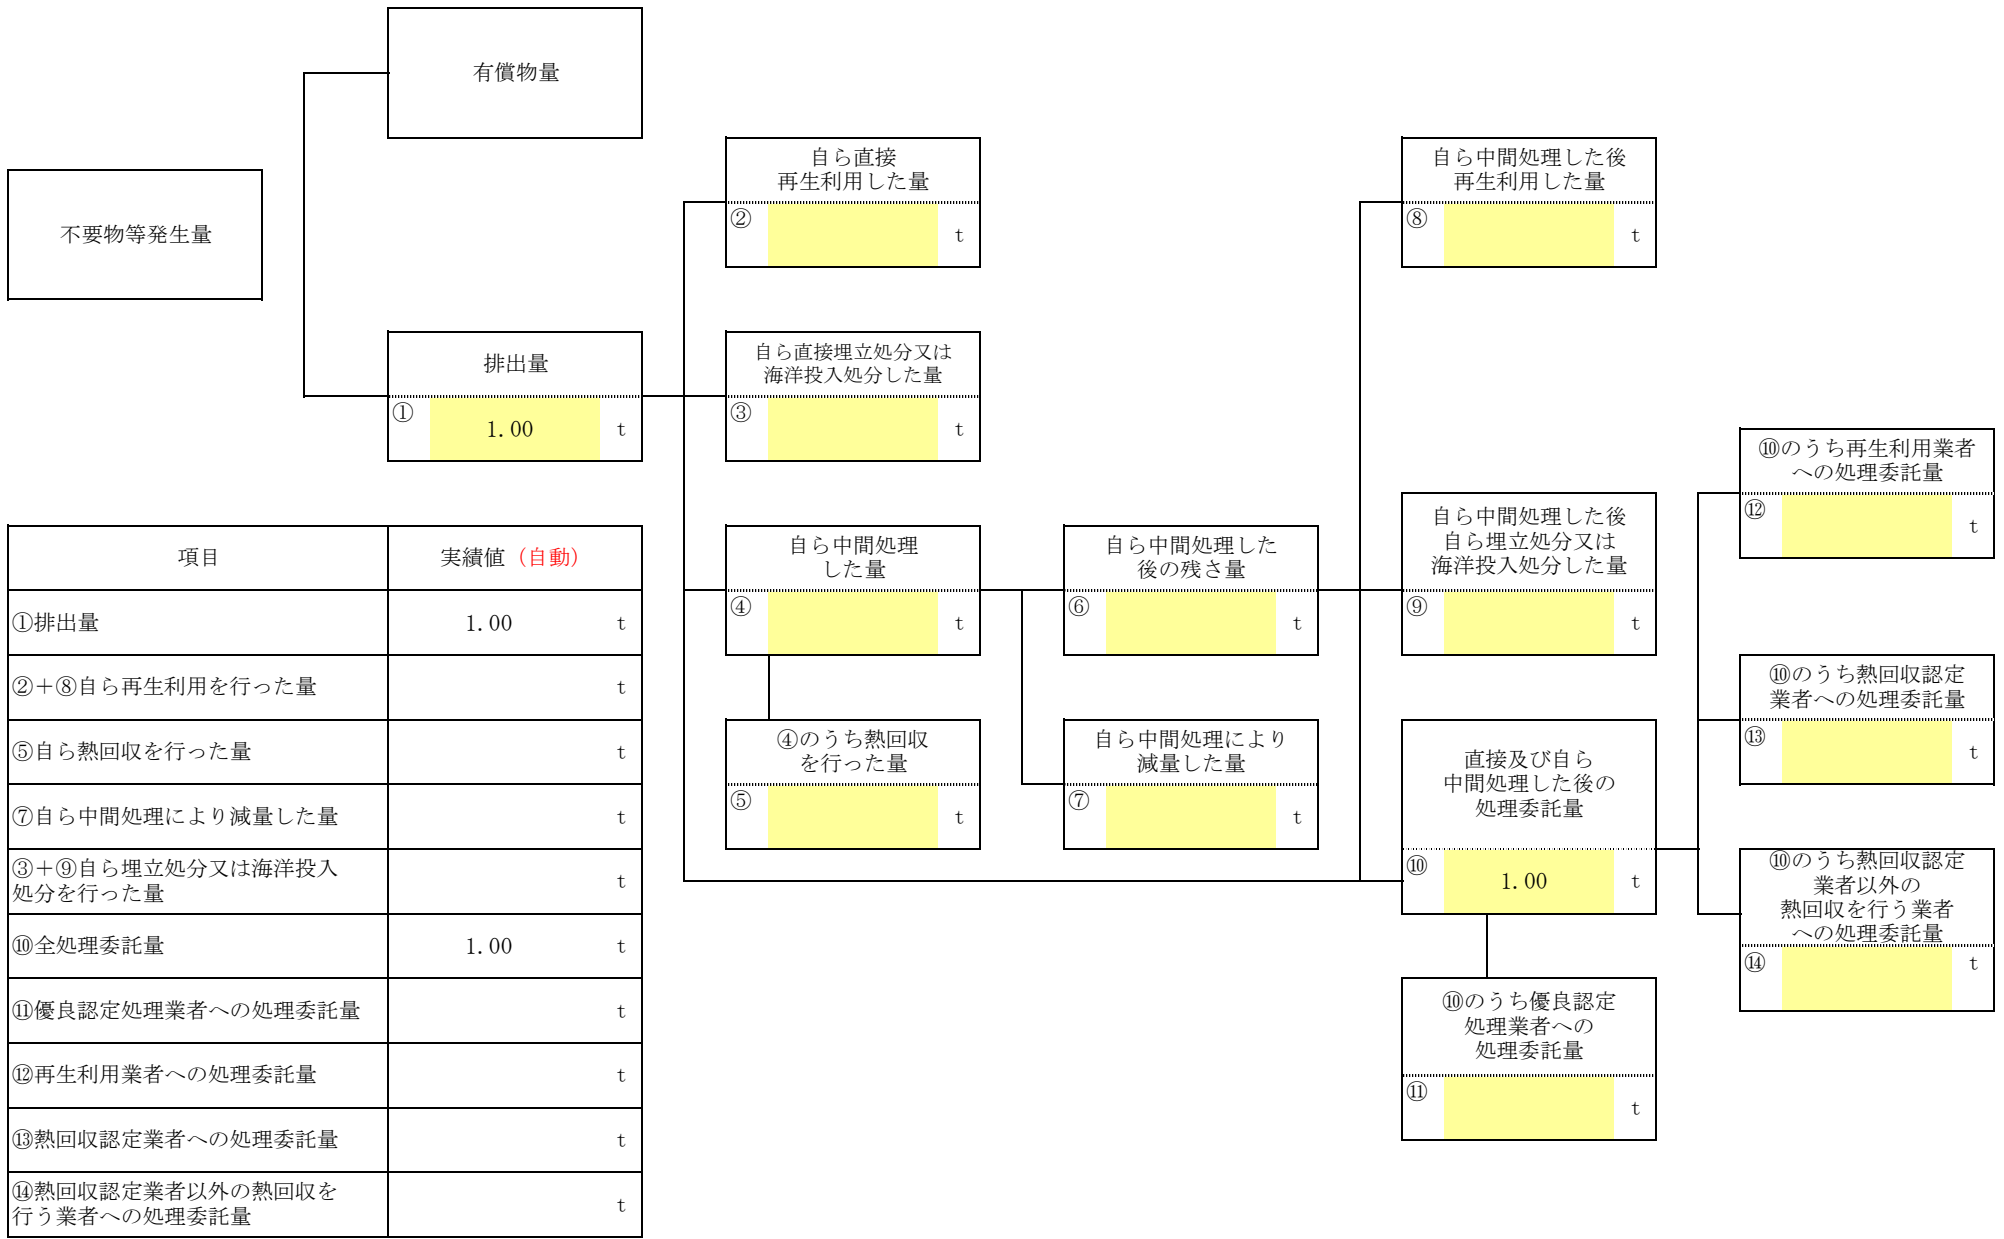 有償物量
不要物等発生量
排出量
① 1.00 t
自ら直接
再生利用した量
② t
自ら直接埋立処分又は
海洋投入処分した量
③ t
自ら中間処理
した量
④ t
④のうち熱回収
を行った量
⑤ t
自ら中間処理した
後の残さ量
⑥ t
自ら中間処理により
減量した量
⑦ t
自ら中間処理した後
再生利用した量
⑧ t
自ら中間処理した後
自ら埋立処分又は
海洋投入処分した量
⑨ t
直接及び自ら
中間処理した後の
処理委託量
⑩ 1.00 t
⑩のうち優良認定
処理業者への
処理委託量
⑪ t
⑩のうち再生利用業者
への処理委託量
⑫ t
⑩のうち熱回収認定
業者への処理委託量
⑬ t
⑩のうち熱回収認定
業者以外の
熱回収を行う業者
への処理委託量
⑭ t
項目 実績値（自動）
①排出量 1.00 t
②＋⑧自ら再生利用を行った量 t
⑤自ら熱回収を行った量 t
⑦自ら中間処理により減量した量 t
③＋⑨自ら埋立処分又は海洋投入
処分を行った量 t
⑩全処理委託量 1.00 t
⑪優良認定処理業者への処理委託量 t
⑫再生利用業者への処理委託量 t
⑬熱回収認定業者への処理委託量 t
⑭熱回収認定業者以外の熱回収を
行う業者への処理委託量 t